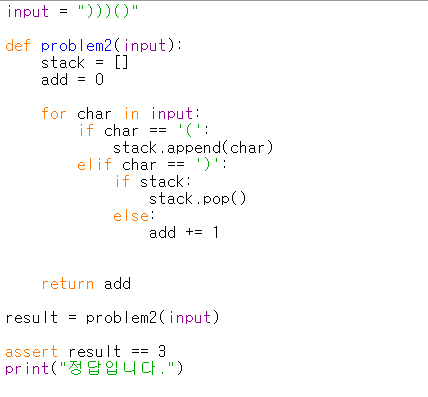 input = ")))()"
def problem2(input):
    stack = []
    add = 0
    for char in input:
        if char == '(':
            stack.append(char)
        elif char == ')':
            if stack:
                stack.pop()
            else:
                add += 1
    return add
result = problem2(input)
assert result == 3
print("정답입니다.")